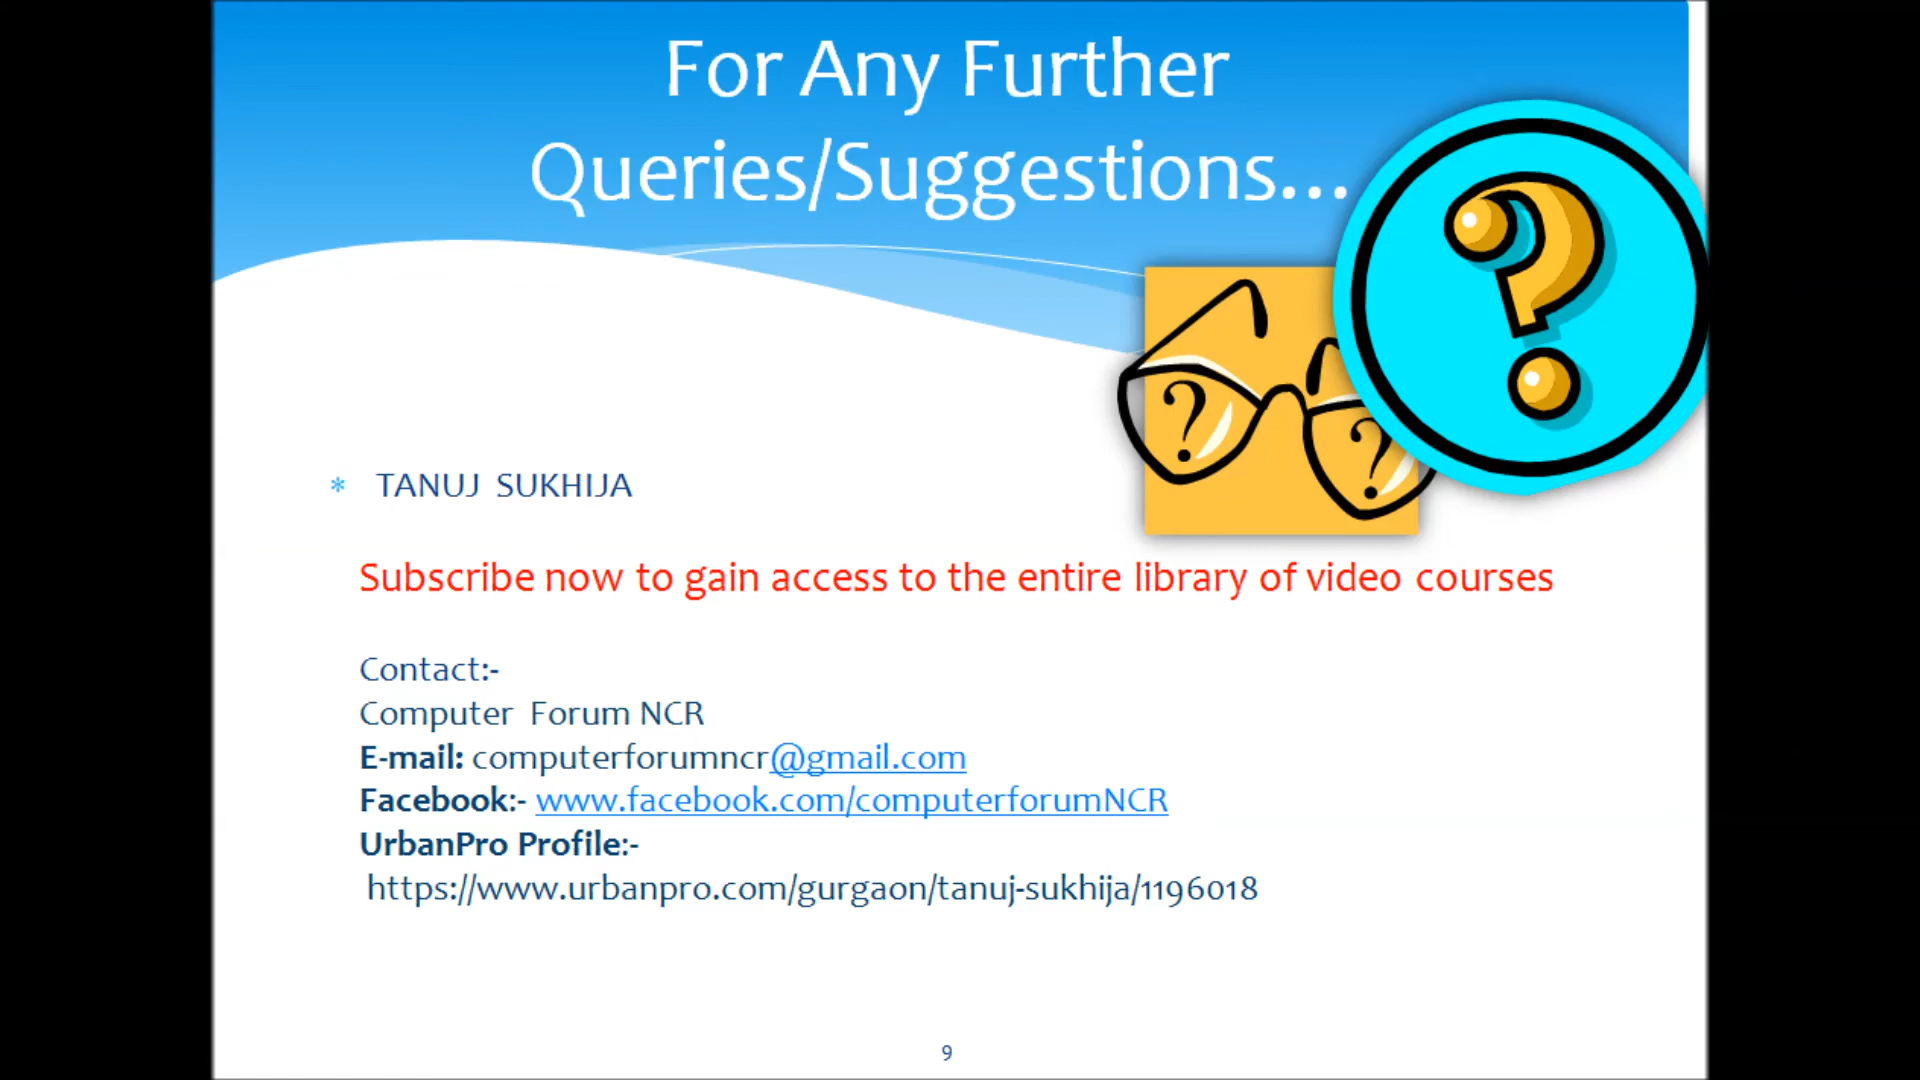 For Any Further
Queries/Suggestions...
?
? ?
* TANUJ SUKHIJA
Subscribe now to gain access to the entire library of video courses
Contact:-
Computer Forum NCR
E-mail: computerforumncr@gmail.com
Facebook:- www.facebook.com/computerforumNCR
UrbanPro Profile:-
https://www.urbanpro.com/gurgaon/tanuj-sukhija/1196018
9